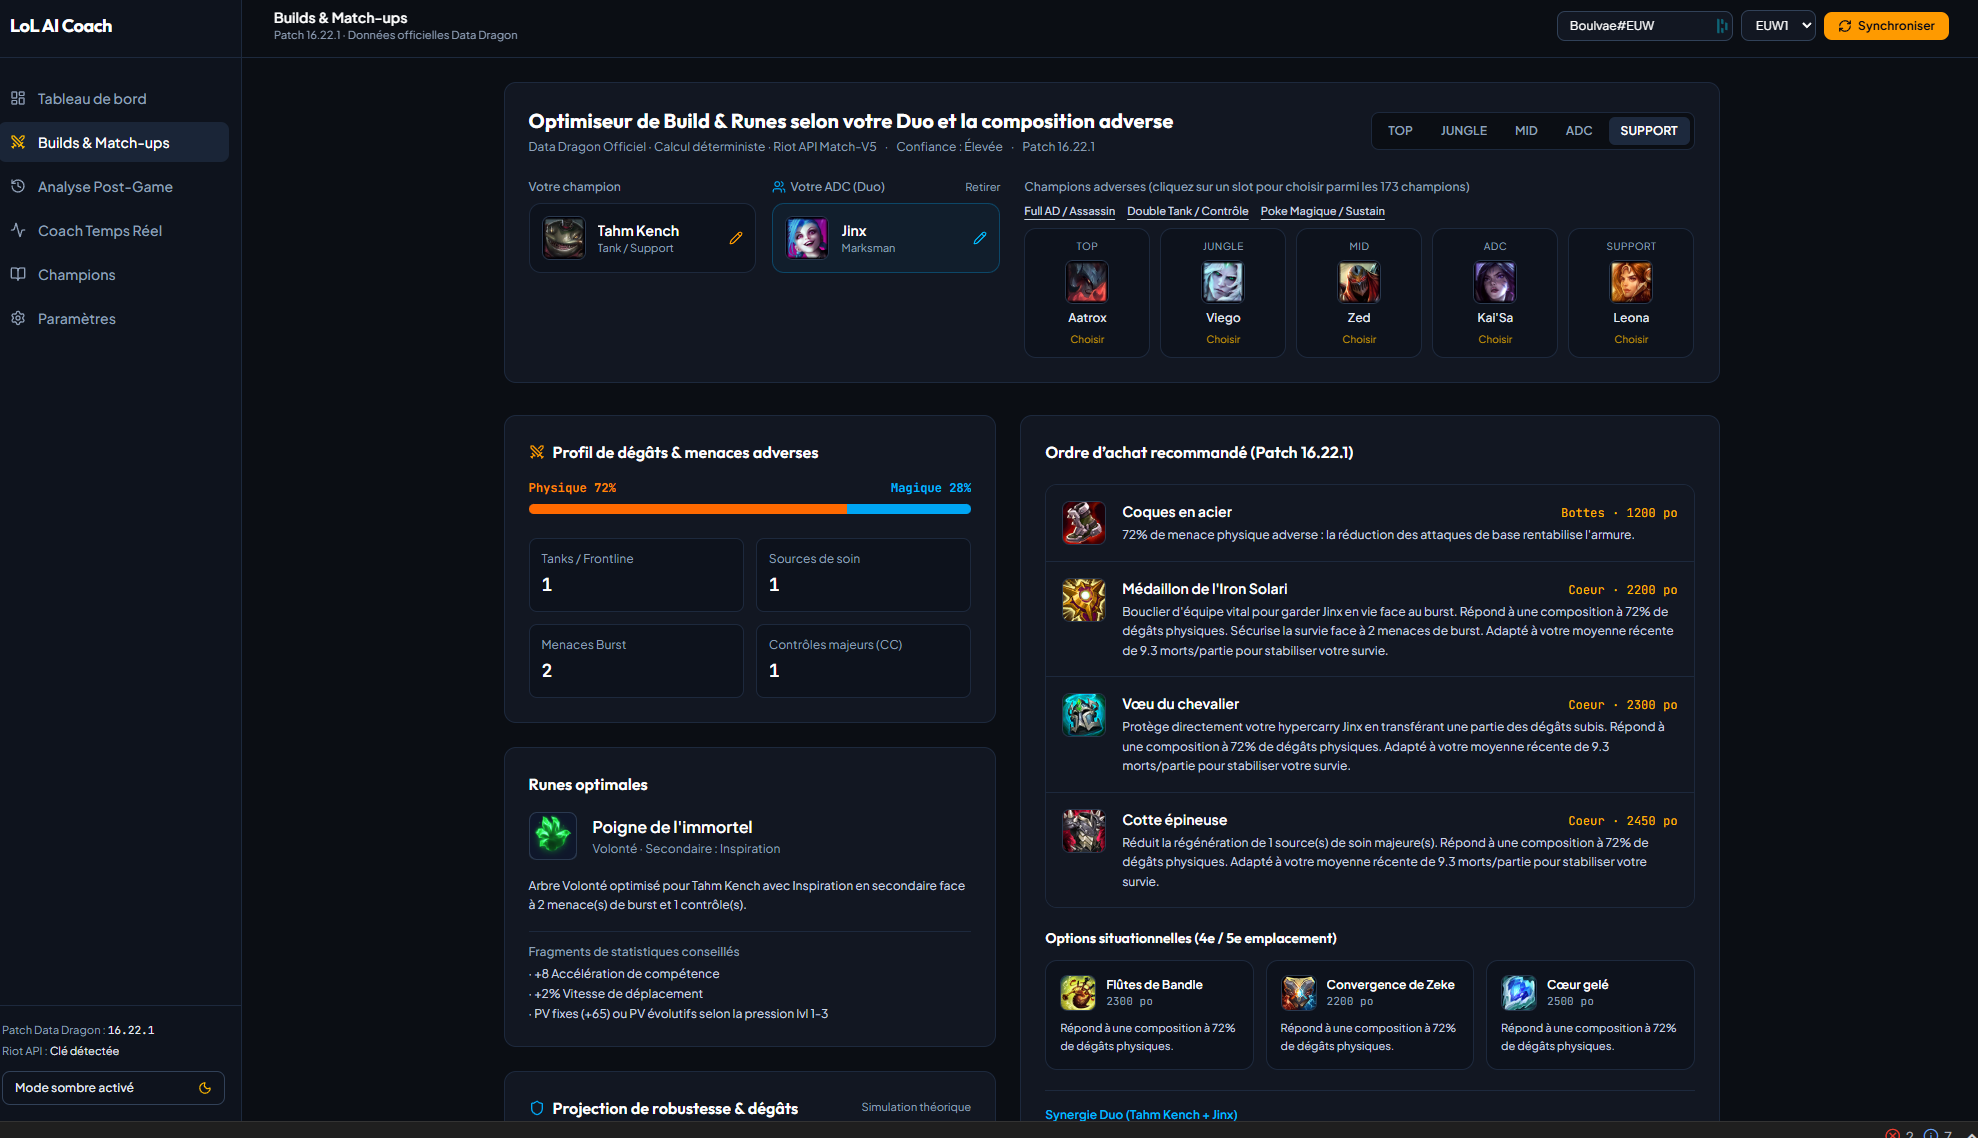 LoL AI Coach
Builds & Match-ups
Patch 16.22.1 · Données officielles Data Dragon
Boulvae#EUW
EUW1
Synchroniser
Tableau de bord
Builds & Match-ups
Analyse Post-Game
Coach Temps Réel
Champions
Paramètres
Patch Data Dragon : 16.22.1
Riot API : Clé détectée
Mode sombre activé
Optimiseur de Build & Runes selon votre Duo et la composition adverse
Data Dragon Officiel · Calcul déterministe · Riot API Match-V5 · Confiance : Élevée · Patch 16.22.1
TOP
JUNGLE
MID
ADC
SUPPORT
Votre champion
Tahm Kench
Tank / Support
Votre ADC (Duo)
Retirer
Jinx
Marksman
Champions adverses (cliquez sur un slot pour choisir parmi les 173 champions)
Full AD / Assassin
Double Tank / Contrôle
Poke Magique / Sustain
TOP
Aatrox
Choisir
JUNGLE
Viego
Choisir
MID
Zed
Choisir
ADC
Kai'Sa
Choisir
SUPPORT
Leona
Choisir
Profil de dégâts & menaces adverses
Physique 72%
Magique 28%
Tanks / Frontline
1
Sources de soin
1
Menaces Burst
2
Contrôles majeurs (CC)
1
Runes optimales
Poigne de l'immortel
Volonté · Secondaire : Inspiration
Arbre Volonté optimisé pour Tahm Kench avec Inspiration en secondaire face
à 2 menace(s) de burst et 1 contrôle(s).
Fragments de statistiques conseillés
· +8 Accélération de compétence
· +2% Vitesse de déplacement
· PV fixes (+65) ou PV évolutifs selon la pression lvl 1-3
Projection de robustesse & dégâts
Simulation théorique
Ordre d'achat recommandé (Patch 16.22.1)
Coques en acier
Bottes · 1200 po
72% de menace physique adverse : la réduction des attaques de base rentabilise l'armure.
Médaillon de l'Iron Solari
Coeur · 2200 po
Bouclier d'équipe vital pour garder Jinx en vie face au burst. Répond à une composition à 72% de
dégâts physiques. Sécurise la survie face à 2 menaces de burst. Adapté à votre moyenne récente
de 9.3 morts/partie pour stabiliser votre survie.
Vœu du chevalier
Coeur · 2300 po
Protège directement votre hypercarry Jinx en transférant une partie des dégâts subis. Répond à
une composition à 72% de dégâts physiques. Adapté à votre moyenne récente de 9.3
morts/partie pour stabiliser votre survie.
Cotte épineuse
Coeur · 2450 po
Réduit la régénération de 1 source(s) de soin majeure(s). Répond à une composition à 72% de
dégâts physiques. Adapté à votre moyenne récente de 9.3 morts/partie pour stabiliser votre
survie.
Options situationnelles (4e / 5e emplacement)
Flûtes de Bandle
2300 po
Répond à une composition à 72%
de dégâts physiques.
Convergence de Zeke
2200 po
Répond à une composition à 72%
de dégâts physiques.
Cœur gelé
2500 po
Répond à une composition à 72%
de dégâts physiques.
Synergie Duo (Tahm Kench + Jinx)
2
7